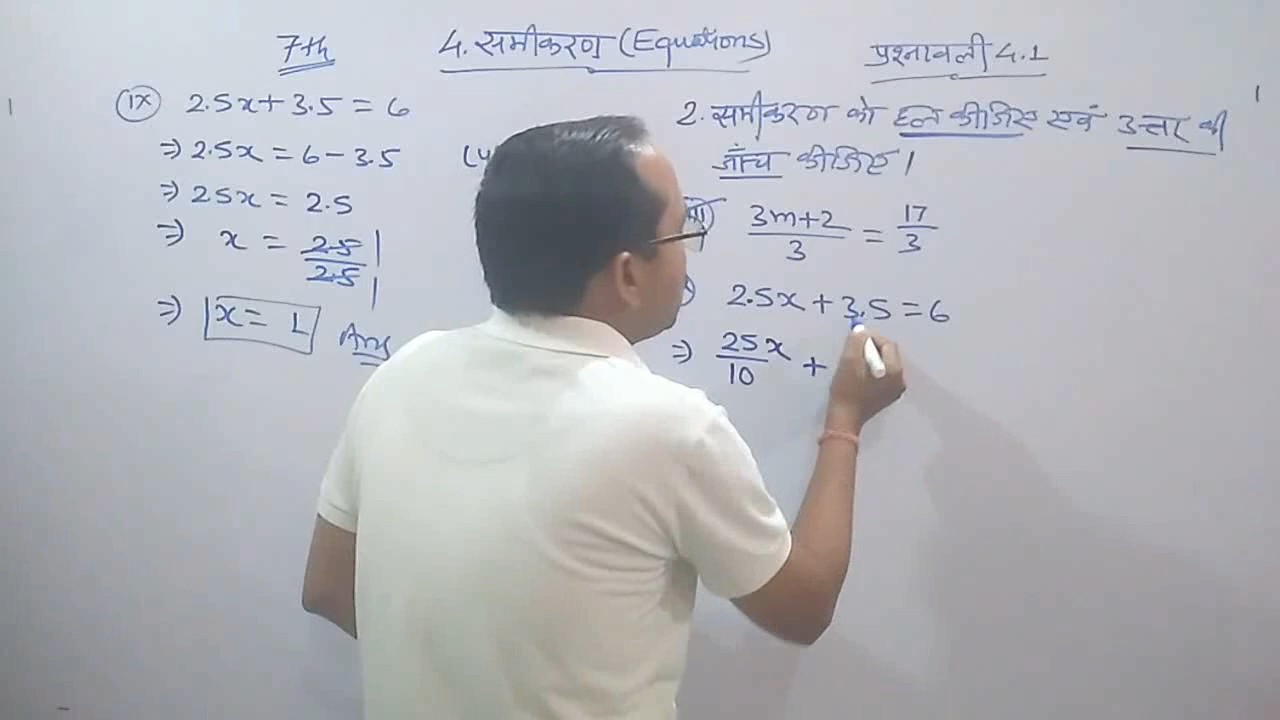 7th
4. समीकरण (Equations)
प्रश्नावली 4.1
(ix) 2.5x + 3.5 = 6
⇒ 2.5x = 6 - 3.5
⇒ 25x = 2.5
⇒ x = 2.5/2.5 | 1
⇒ x = 1 Ans
2. समीकरण को हल कीजिए एवं उत्तर की
जाँच कीजिए।
(3m+2)/3 = 17/3
2.5x + 3.5 = 6
⇒ 25/10 x +